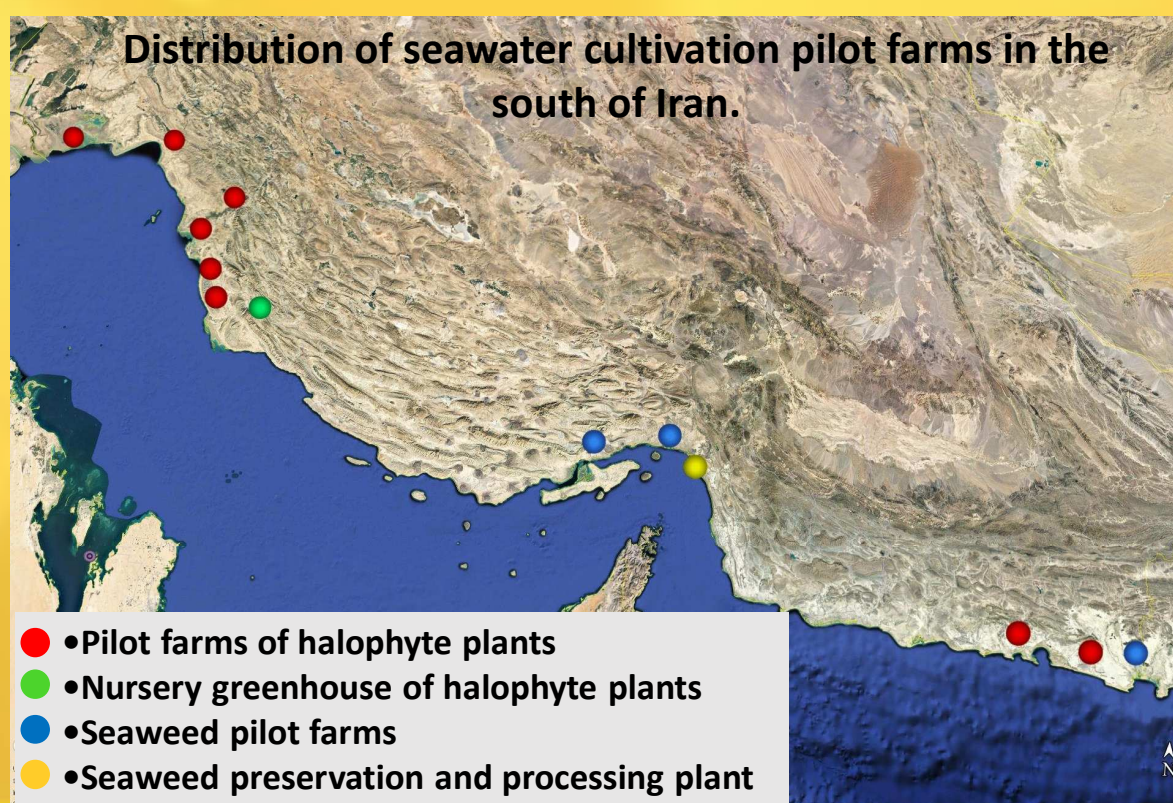 Distribution of seawater cultivation pilot farms in the
south of Iran.
•Pilot farms of halophyte plants
•Nursery greenhouse of halophyte plants
•Seaweed pilot farms
•Seaweed preservation and processing plant
N